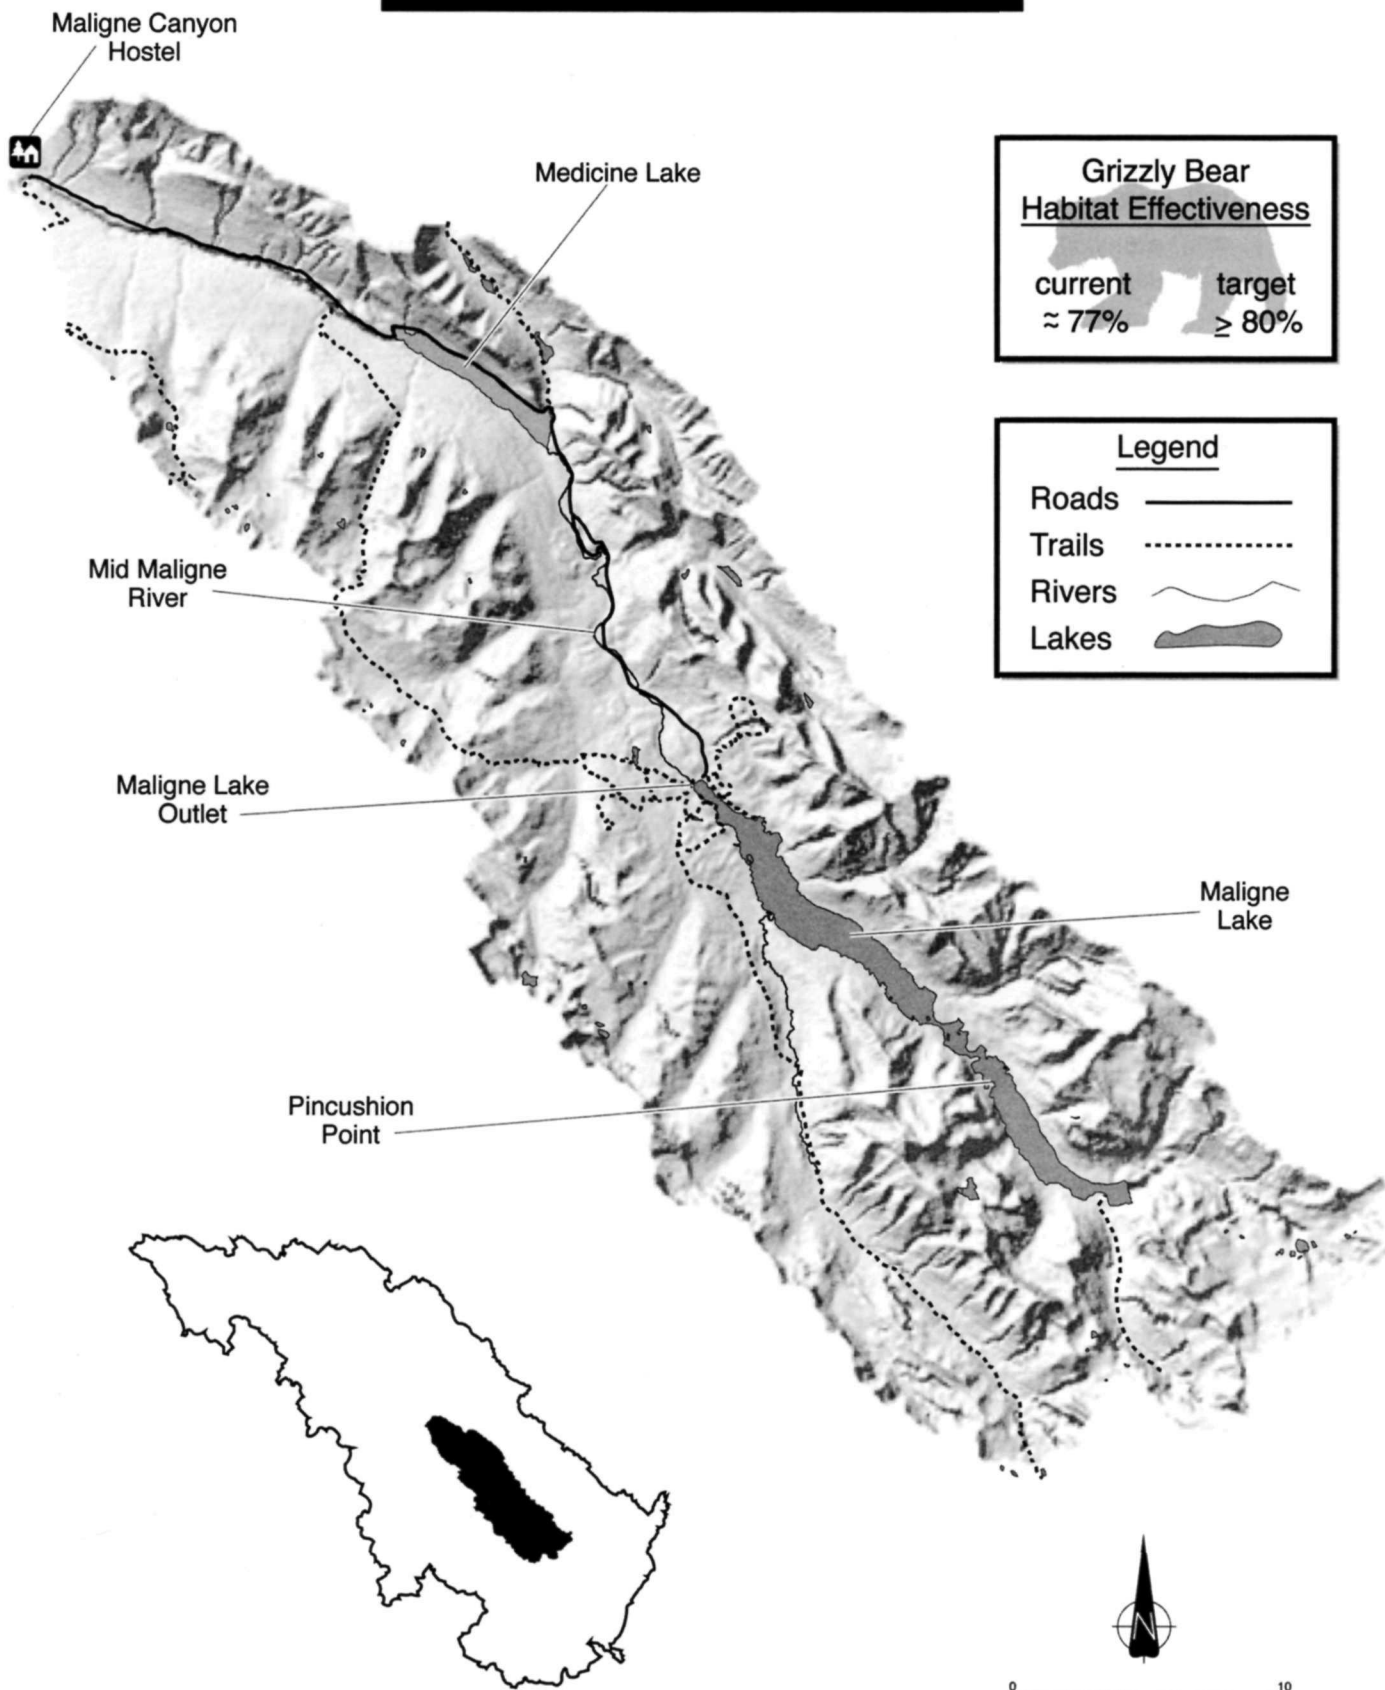 Maligne Canyon
Hostel
Medicine Lake
Grizzly Bear
Habitat Effectiveness
current target
≈ 77% ≥ 80%
Legend
Roads
Trails
Rivers
Lakes
Mid Maligne
River
Maligne Lake
Outlet
Maligne
Lake
Pincushion
Point
N
0 10